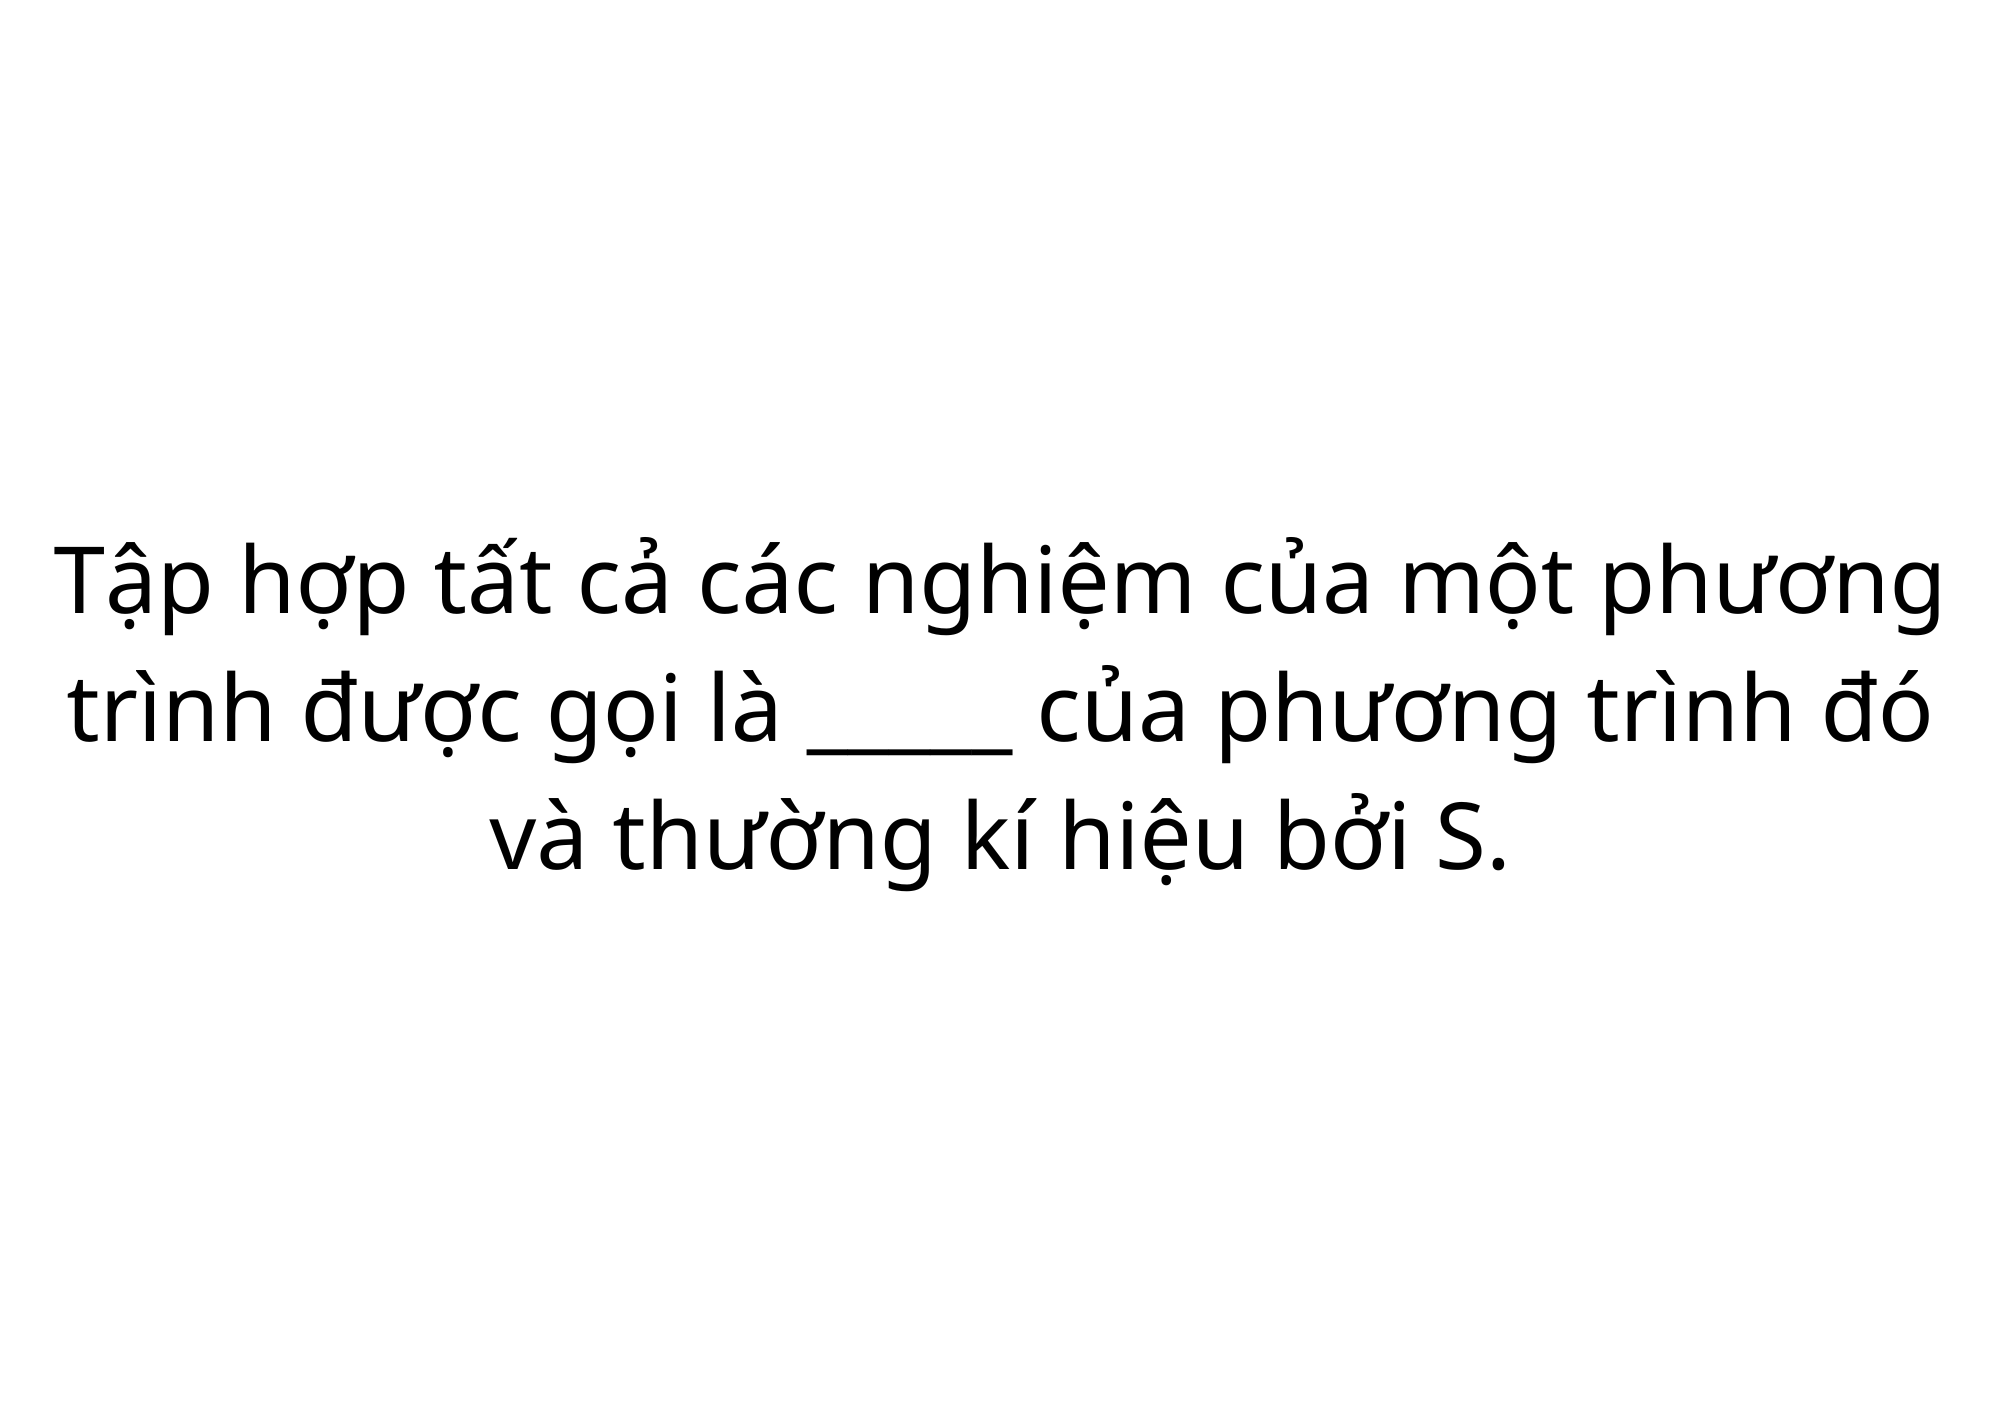 Tập hợp tất cả các nghiệm của một phương
trình được gọi là _____ của phương trình đó
và thường kí hiệu bởi S.